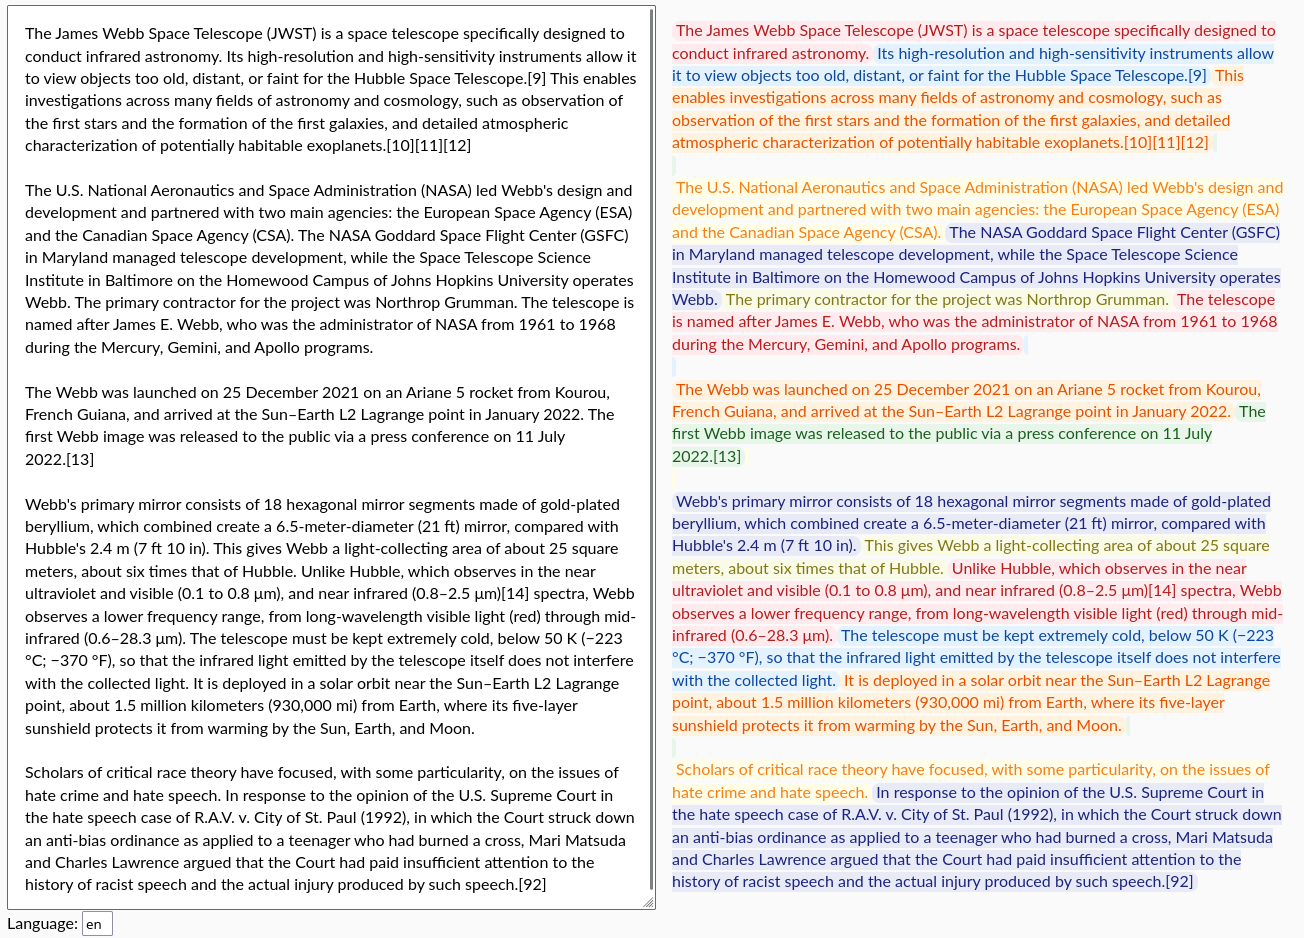 The James Webb Space Telescope (JWST) is a space telescope specifically designed to
conduct infrared astronomy. Its high-resolution and high-sensitivity instruments allow it
to view objects too old, distant, or faint for the Hubble Space Telescope.[9] This enables
investigations across many fields of astronomy and cosmology, such as observation of
the first stars and the formation of the first galaxies, and detailed atmospheric
characterization of potentially habitable exoplanets.[10][11][12]

The U.S. National Aeronautics and Space Administration (NASA) led Webb's design and
development and partnered with two main agencies: the European Space Agency (ESA)
and the Canadian Space Agency (CSA). The NASA Goddard Space Flight Center (GSFC)
in Maryland managed telescope development, while the Space Telescope Science
Institute in Baltimore on the Homewood Campus of Johns Hopkins University operates
Webb. The primary contractor for the project was Northrop Grumman. The telescope is
named after James E. Webb, who was the administrator of NASA from 1961 to 1968
during the Mercury, Gemini, and Apollo programs.

The Webb was launched on 25 December 2021 on an Ariane 5 rocket from Kourou,
French Guiana, and arrived at the Sun–Earth L2 Lagrange point in January 2022. The
first Webb image was released to the public via a press conference on 11 July
2022.[13]

Webb's primary mirror consists of 18 hexagonal mirror segments made of gold-plated
beryllium, which combined create a 6.5-meter-diameter (21 ft) mirror, compared with
Hubble's 2.4 m (7 ft 10 in). This gives Webb a light-collecting area of about 25 square
meters, about six times that of Hubble. Unlike Hubble, which observes in the near
ultraviolet and visible (0.1 to 0.8 μm), and near infrared (0.8–2.5 μm)[14] spectra, Webb
observes a lower frequency range, from long-wavelength visible light (red) through mid-
infrared (0.6–28.3 μm). The telescope must be kept extremely cold, below 50 K (−223
°C; −370 °F), so that the infrared light emitted by the telescope itself does not interfere
with the collected light. It is deployed in a solar orbit near the Sun–Earth L2 Lagrange
point, about 1.5 million kilometers (930,000 mi) from Earth, where its five-layer
sunshield protects it from warming by the Sun, Earth, and Moon.

Scholars of critical race theory have focused, with some particularity, on the issues of
hate crime and hate speech. In response to the opinion of the U.S. Supreme Court in
the hate speech case of R.A.V. v. City of St. Paul (1992), in which the Court struck down
an anti-bias ordinance as applied to a teenager who had burned a cross, Mari Matsuda
and Charles Lawrence argued that the Court had paid insufficient attention to the
history of racist speech and the actual injury produced by such speech.[92]

Language: en

The James Webb Space Telescope (JWST) is a space telescope specifically designed to
conduct infrared astronomy. Its high-resolution and high-sensitivity instruments allow
it to view objects too old, distant, or faint for the Hubble Space Telescope.[9] This
enables investigations across many fields of astronomy and cosmology, such as
observation of the first stars and the formation of the first galaxies, and detailed
atmospheric characterization of potentially habitable exoplanets.[10][11][12]

The U.S. National Aeronautics and Space Administration (NASA) led Webb's design and
development and partnered with two main agencies: the European Space Agency (ESA)
and the Canadian Space Agency (CSA). The NASA Goddard Space Flight Center (GSFC)
in Maryland managed telescope development, while the Space Telescope Science
Institute in Baltimore on the Homewood Campus of Johns Hopkins University operates
Webb. The primary contractor for the project was Northrop Grumman. The telescope
is named after James E. Webb, who was the administrator of NASA from 1961 to 1968
during the Mercury, Gemini, and Apollo programs.

The Webb was launched on 25 December 2021 on an Ariane 5 rocket from Kourou,
French Guiana, and arrived at the Sun–Earth L2 Lagrange point in January 2022. The
first Webb image was released to the public via a press conference on 11 July
2022.[13]

Webb's primary mirror consists of 18 hexagonal mirror segments made of gold-plated
beryllium, which combined create a 6.5-meter-diameter (21 ft) mirror, compared with
Hubble's 2.4 m (7 ft 10 in). This gives Webb a light-collecting area of about 25 square
meters, about six times that of Hubble. Unlike Hubble, which observes in the near
ultraviolet and visible (0.1 to 0.8 μm), and near infrared (0.8–2.5 μm)[14] spectra, Webb
observes a lower frequency range, from long-wavelength visible light (red) through mid-
infrared (0.6–28.3 μm). The telescope must be kept extremely cold, below 50 K (−223
°C; −370 °F), so that the infrared light emitted by the telescope itself does not interfere
with the collected light. It is deployed in a solar orbit near the Sun–Earth L2 Lagrange
point, about 1.5 million kilometers (930,000 mi) from Earth, where its five-layer
sunshield protects it from warming by the Sun, Earth, and Moon.

Scholars of critical race theory have focused, with some particularity, on the issues of
hate crime and hate speech. In response to the opinion of the U.S. Supreme Court in
the hate speech case of R.A.V. v. City of St. Paul (1992), in which the Court struck down
an anti-bias ordinance as applied to a teenager who had burned a cross, Mari Matsuda
and Charles Lawrence argued that the Court had paid insufficient attention to the
history of racist speech and the actual injury produced by such speech.[92]